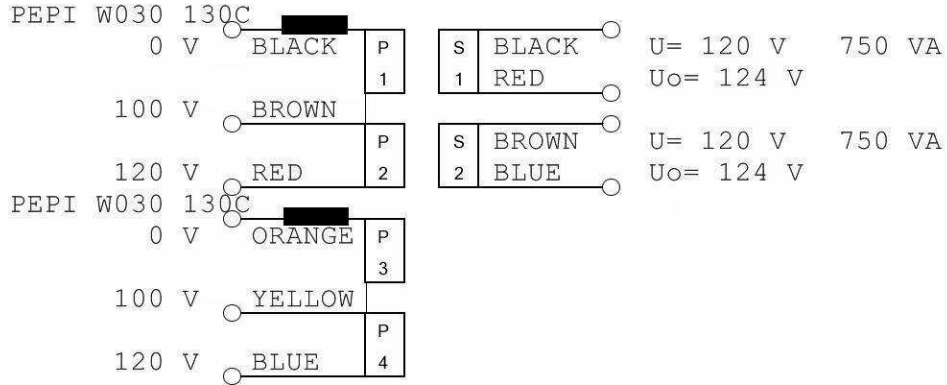 PEPI W030 130C
0 V BLACK P 1 S 1 BLACK U= 120 V 750 VA
RED Uo= 124 V
100 V BROWN
P 2 S 2 BROWN U= 120 V 750 VA
120 V RED BLUE Uo= 124 V
PEPI W030 130C
0 V ORANGE P 3
100 V YELLOW
P 4
120 V BLUE